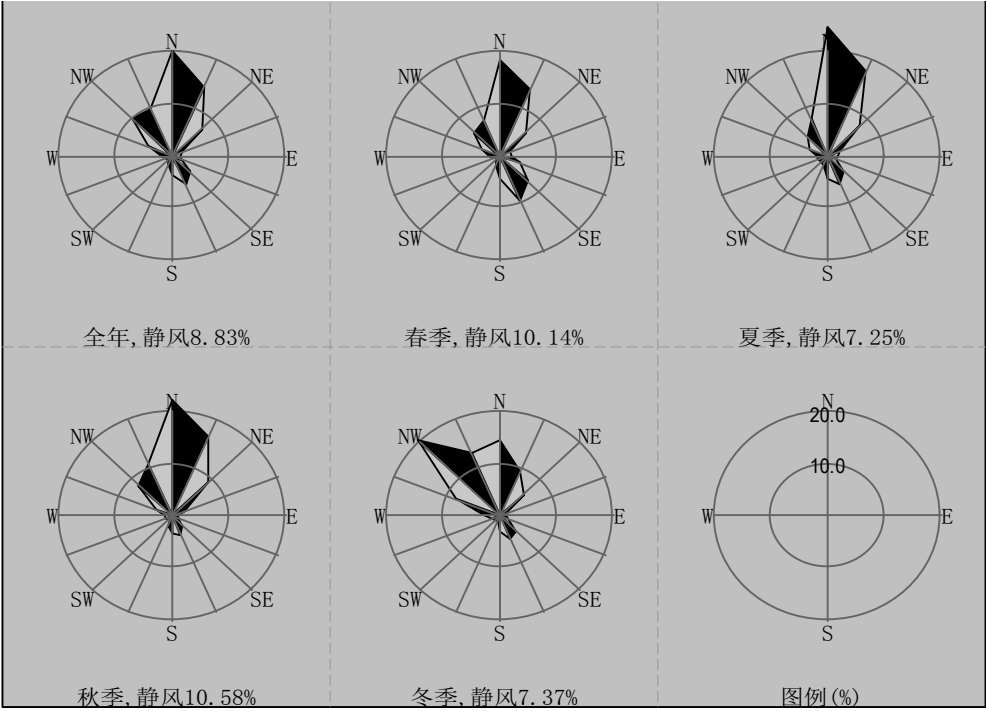 N
NW NE
W E
SW SE
S
全年,静风8.83%
N
NW NE
W E
SW SE
S
春季,静风10.14%
N
NW NE
W E
SW SE
S
夏季,静风7.25%
N
NW NE
W E
SW SE
S
秋季,静风10.58%
N
NW NE
W E
SW SE
S
冬季,静风7.37%
N
20.0
10.0
W E
S
图例(%)